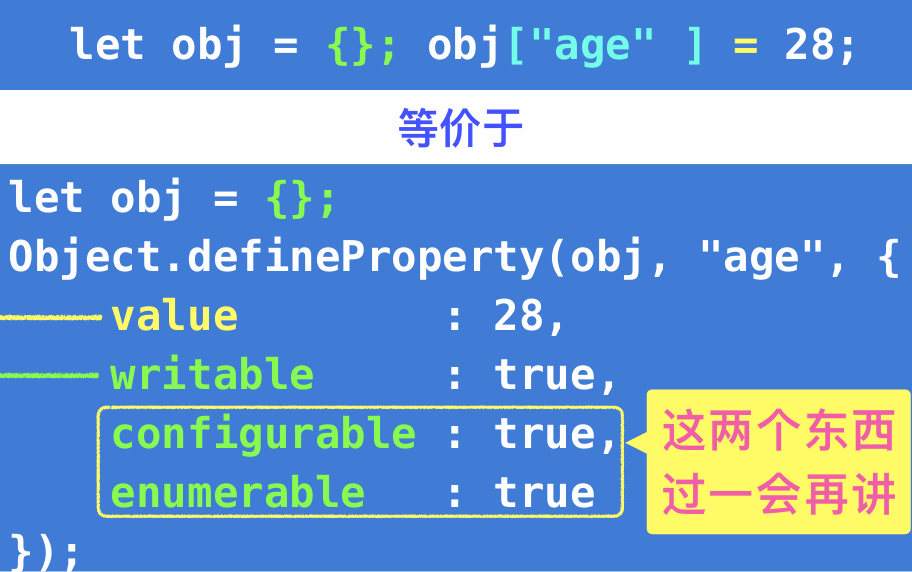 let obj = {}; obj["age" ] = 28;
等价于
let obj = {};
Object.defineProperty(obj, "age", {
value : 28,
writable : true,
configurable : true,
enumerable : true
这两个东西
过一会再讲
});